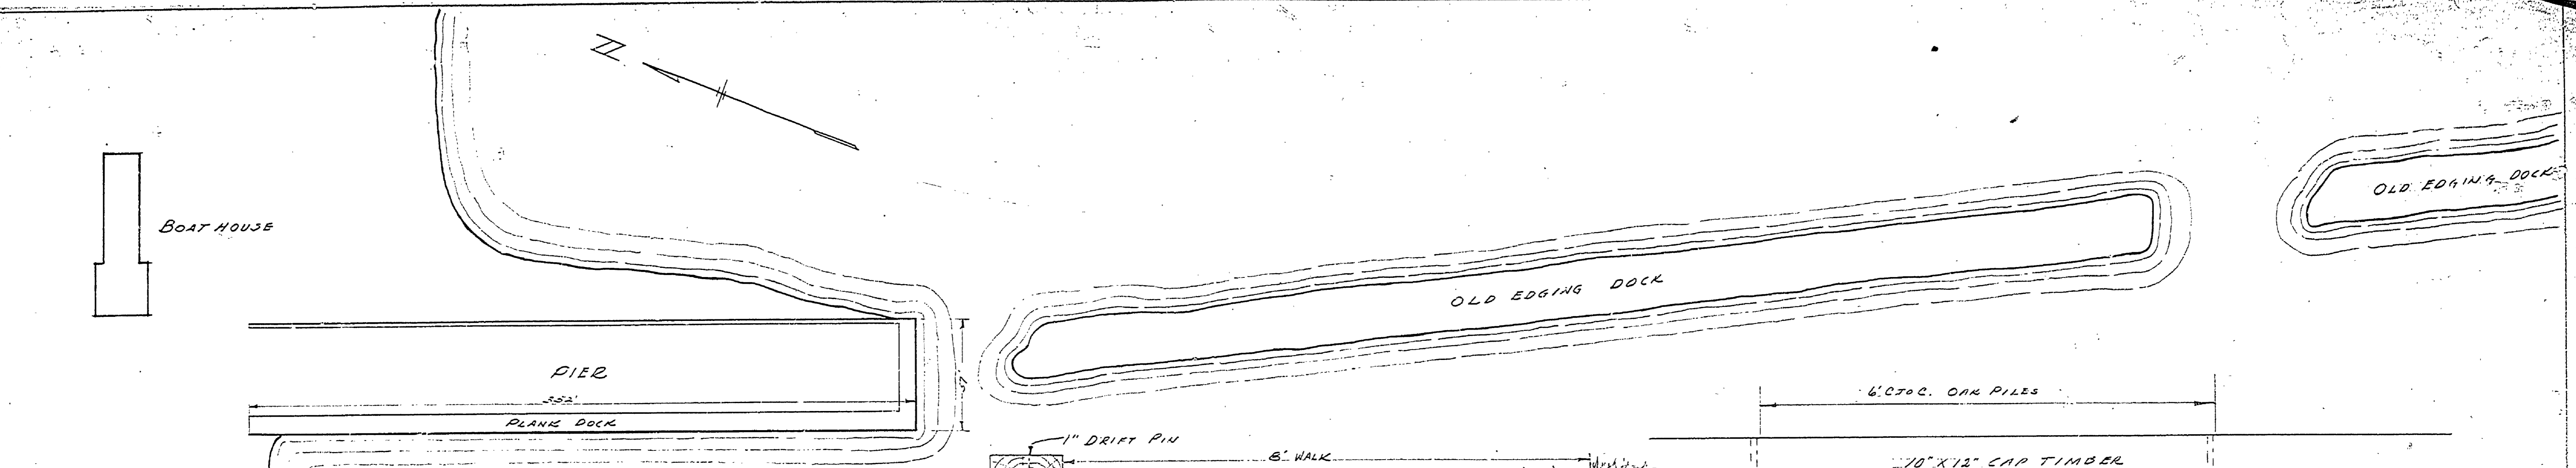 N
OLD EDGING DOCK
BOAT HOUSE
OLD EDGING DOCK
PIER
6' C TO C. OAK PILES
352'
PLANK DOCK
1" DRIFT PIN
8' WALK
10" X 12" CAP TIMBER